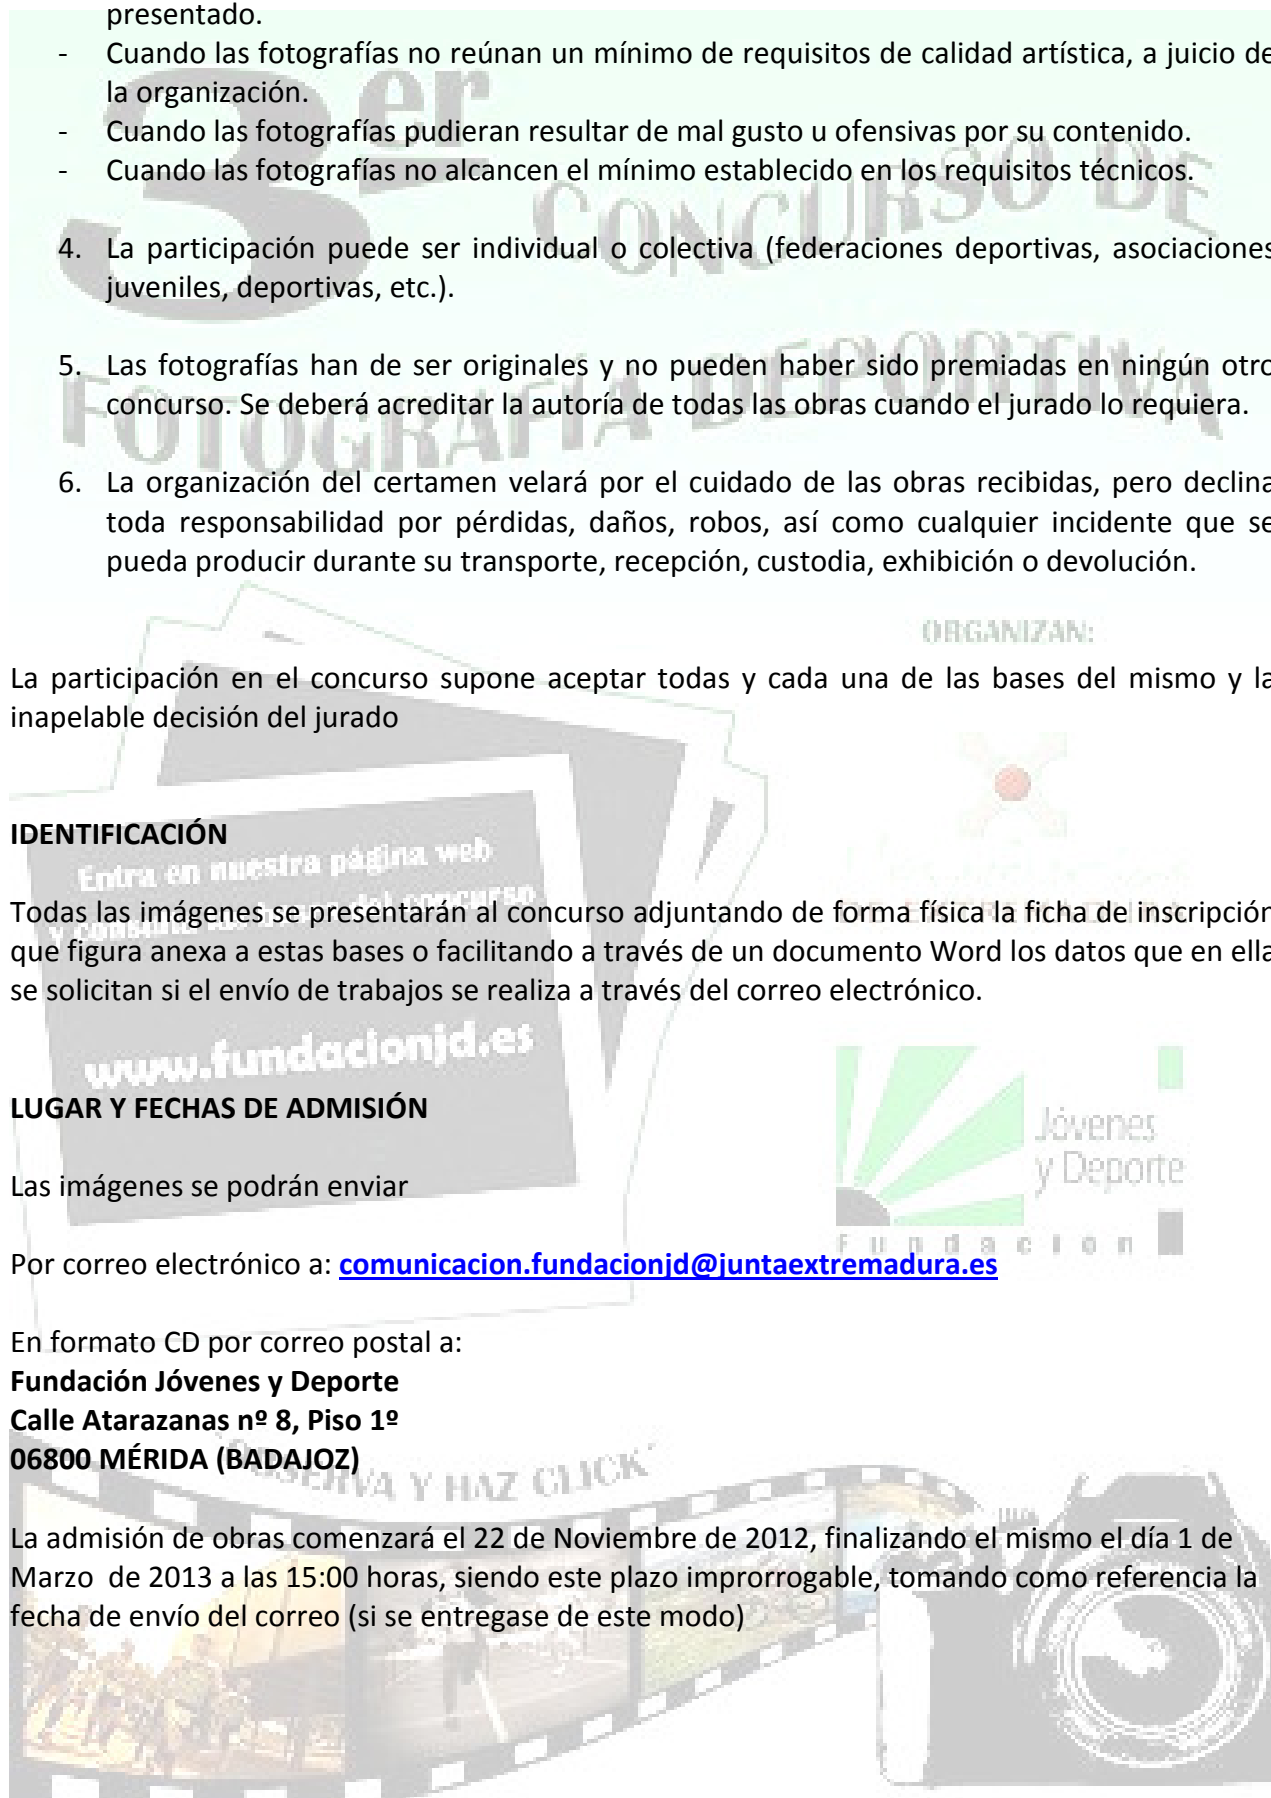 presentado.
- Cuando las fotografías no reúnan un mínimo de requisitos de calidad artística, a juicio de
la organización.
- Cuando las fotografías pudieran resultar de mal gusto u ofensivas por su contenido.
- Cuando las fotografías no alcancen el mínimo establecido en los requisitos técnicos.
3er
CONCURSO DE
FOTOGRAFÍA DEPORTIVA
4. La participación puede ser individual o colectiva (federaciones deportivas, asociaciones
juveniles, deportivas, etc.).
5. Las fotografías han de ser originales y no pueden haber sido premiadas en ningún otro
concurso. Se deberá acreditar la autoría de todas las obras cuando el jurado lo requiera.
6. La organización del certamen velará por el cuidado de las obras recibidas, pero declina
toda responsabilidad por pérdidas, daños, robos, así como cualquier incidente que se
pueda producir durante su transporte, recepción, custodia, exhibición o devolución.
ORGANIZAN:
La participación en el concurso supone aceptar todas y cada una de las bases del mismo y la
inapelable decisión del jurado
IDENTIFICACIÓN
Entra en nuestra página web
y consulta las bases del concurso
Todas las imágenes se presentarán al concurso adjuntando de forma física la ficha de inscripción
que figura anexa a estas bases o facilitando a través de un documento Word los datos que en ella
se solicitan si el envío de trabajos se realiza a través del correo electrónico.
www.fundacionjd.es
LUGAR Y FECHAS DE ADMISIÓN
Jóvenes
y Deporte
Fundación
Las imágenes se podrán enviar
Por correo electrónico a: comunicacion.fundacionjd@juntaextremadura.es
En formato CD por correo postal a:
Fundación Jóvenes y Deporte
Calle Atarazanas nº 8, Piso 1º
06800 MÉRIDA (BADAJOZ)
OBSERVA Y HAZ CLICK
La admisión de obras comenzará el 22 de Noviembre de 2012, finalizando el mismo el día 1 de
Marzo de 2013 a las 15:00 horas, siendo este plazo improrrogable, tomando como referencia la
fecha de envío del correo (si se entregase de este modo)